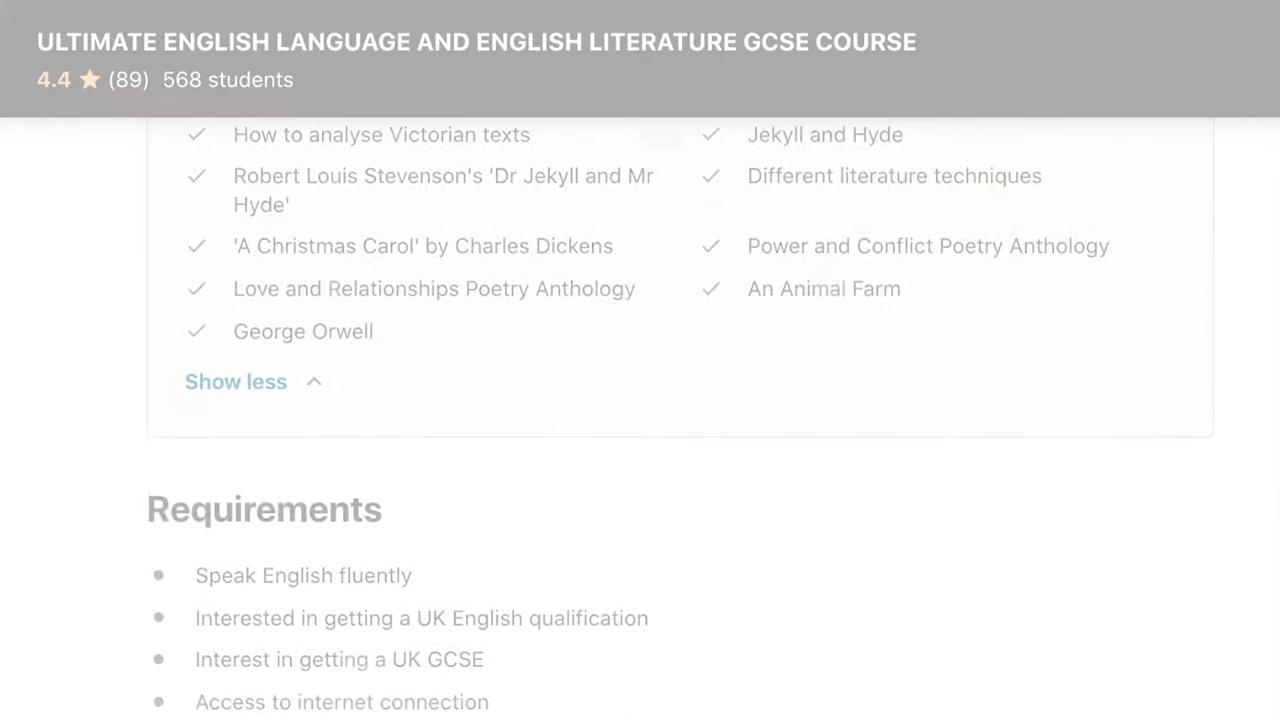 ULTIMATE ENGLISH LANGUAGE AND ENGLISH LITERATURE GCSE COURSE
4.4 ★ (89) 568 students
How to analyse Victorian texts
Jekyll and Hyde
Robert Louis Stevenson's 'Dr Jekyll and Mr
Hyde'
Different literature techniques
'A Christmas Carol' by Charles Dickens
Power and Conflict Poetry Anthology
Love and Relationships Poetry Anthology
An Animal Farm
George Orwell
Show less
Requirements
Speak English fluently
Interested in getting a UK English qualification
Interest in getting a UK GCSE
Access to internet connection